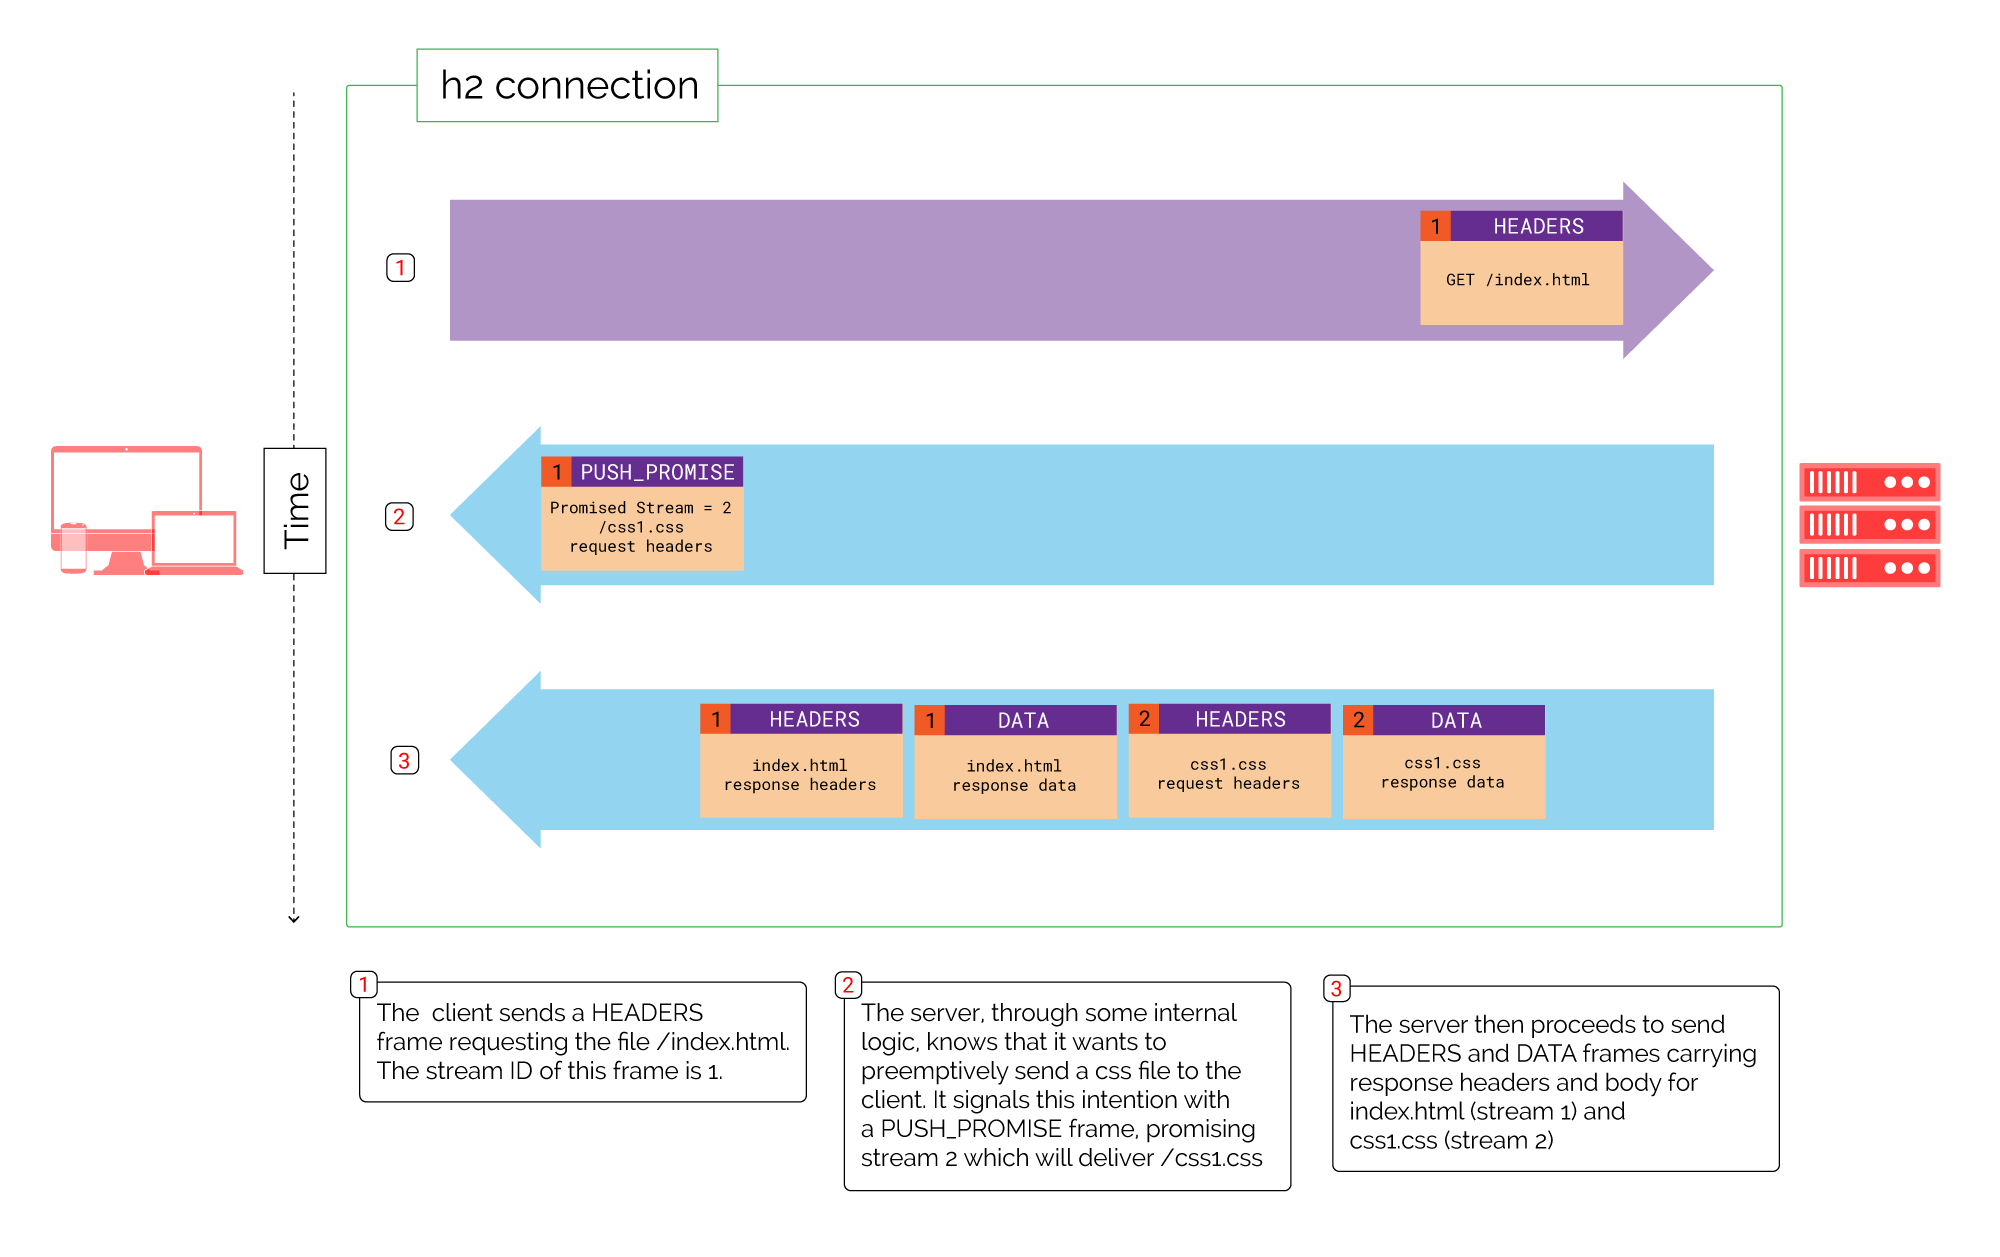 h2 connection
1
1 HEADERS
GET /index.html
Time
2
1 PUSH_PROMISE
Promised Stream = 2
/css1.css
request headers
3
1 HEADERS
index.html
response headers
1 DATA
index.html
response data
2 HEADERS
css1.css
request headers
2 DATA
css1.css
response data
1
The client sends a HEADERS
frame requesting the file /index.html.
The stream ID of this frame is 1.
2
The server, through some internal
logic, knows that it wants to
preemptively send a css file to the
client. It signals this intention with
a PUSH_PROMISE frame, promising
stream 2 which will deliver /css1.css
3
The server then proceeds to send
HEADERS and DATA frames carrying
response headers and body for
index.html (stream 1) and
css1.css (stream 2)